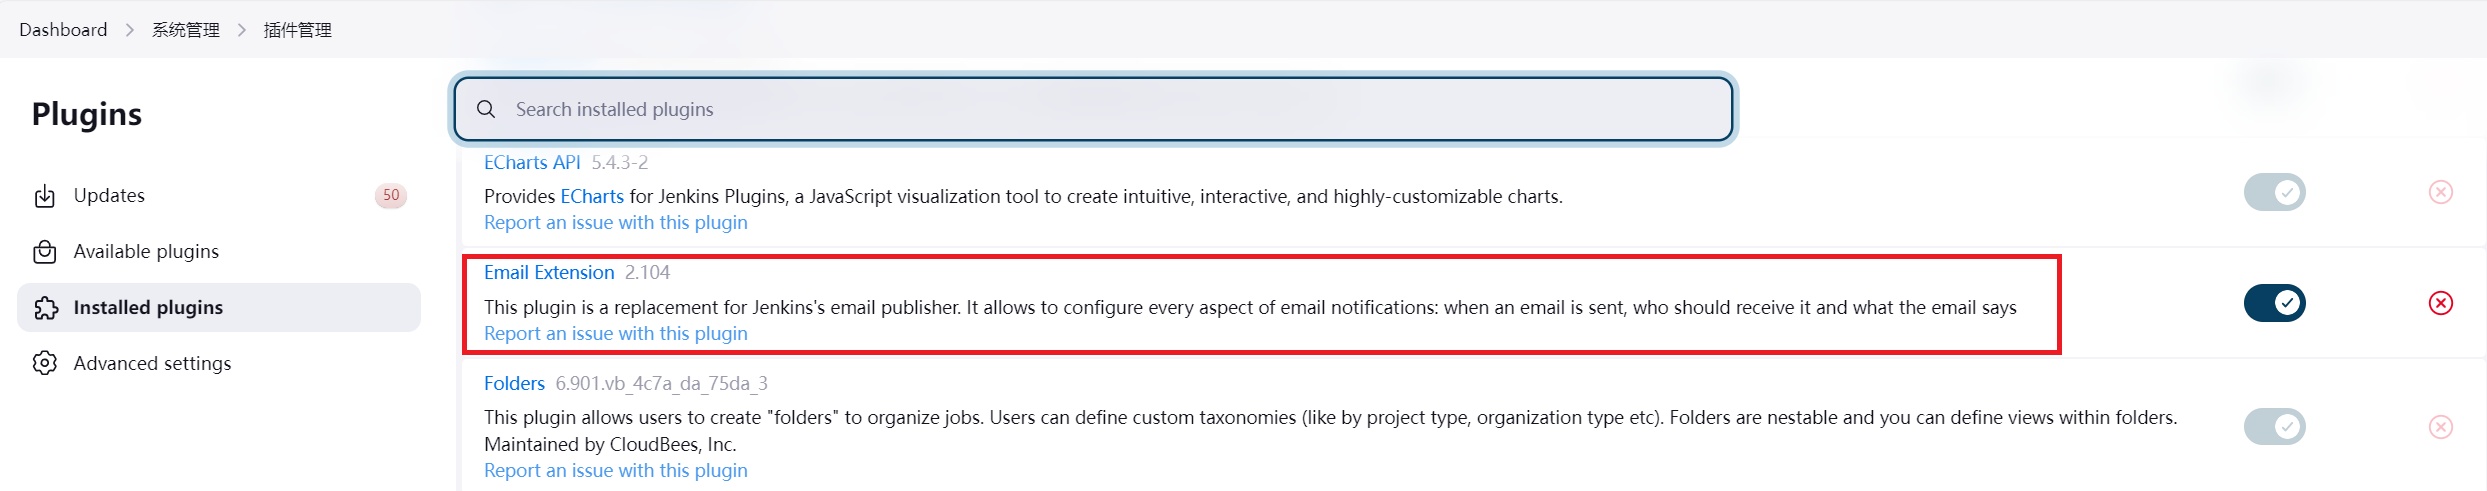 Dashboard > 系统管理 > 插件管理
Plugins
Updates 50
Available plugins
Installed plugins
Advanced settings
Search installed plugins
ECharts API 5.4.3-2
Provides ECharts for Jenkins Plugins, a JavaScript visualization tool to create intuitive, interactive, and highly-customizable charts.
Report an issue with this plugin
Email Extension 2.104
This plugin is a replacement for Jenkins's email publisher. It allows to configure every aspect of email notifications: when an email is sent, who should receive it and what the email says
Report an issue with this plugin
Folders 6.901.vb_4c7a_da_75da_3
This plugin allows users to create "folders" to organize jobs. Users can define custom taxonomies (like by project type, organization type etc). Folders are nestable and you can define views within folders.
Maintained by CloudBees, Inc.
Report an issue with this plugin